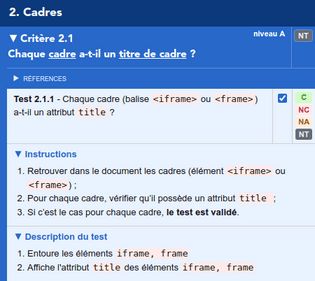 2. Cadres
▼ Critère 2.1
niveau A
NT
Chaque cadre a-t-il un titre de cadre ?
► RÉFÉRENCES
Test 2.1.1 - Chaque cadre (balise <iframe> ou <frame>)
a-t-il un attribut title ?
C
NC
NA
NT
▼ Instructions
1. Retrouver dans le document les cadres (élément <iframe> ou
<frame>) ;
2. Pour chaque cadre, vérifier qu'il possède un attribut title ;
3. Si c'est le cas pour chaque cadre, le test est validé.
▼ Description du test
1. Entoure les éléments iframe, frame
2. Affiche l'attribut title des éléments iframe, frame